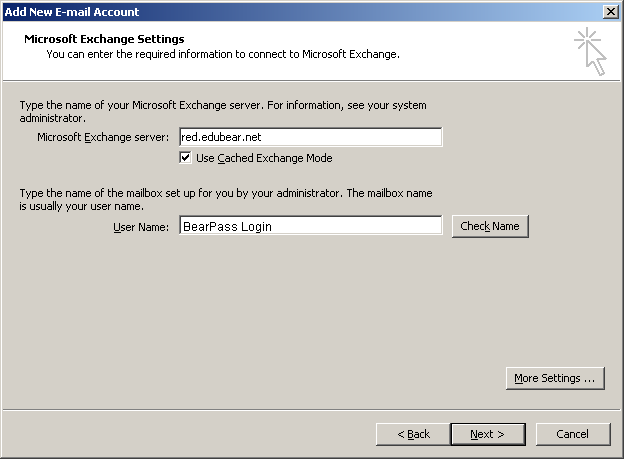 Add New E-mail Account
Microsoft Exchange Settings
You can enter the required information to connect to Microsoft Exchange.
Type the name of your Microsoft Exchange server. For information, see your system
administrator.
Microsoft Exchange server: red.edubear.net
Use Cached Exchange Mode
Type the name of the mailbox set up for you by your administrator. The mailbox name
is usually your user name.
User Name: BearPass Login Check Name
More Settings ...
< Back Next > Cancel